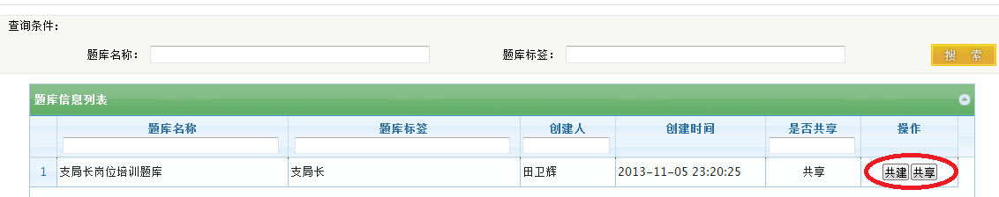 查询条件：
题库名称： 题库标签： 搜 索
题库信息列表
题库名称 题库标签 创建人 创建时间 是否共享 操作
1 支局长岗位培训题库 支局长 田卫辉 2013-11-05 23:20:25 共享 共建 共享